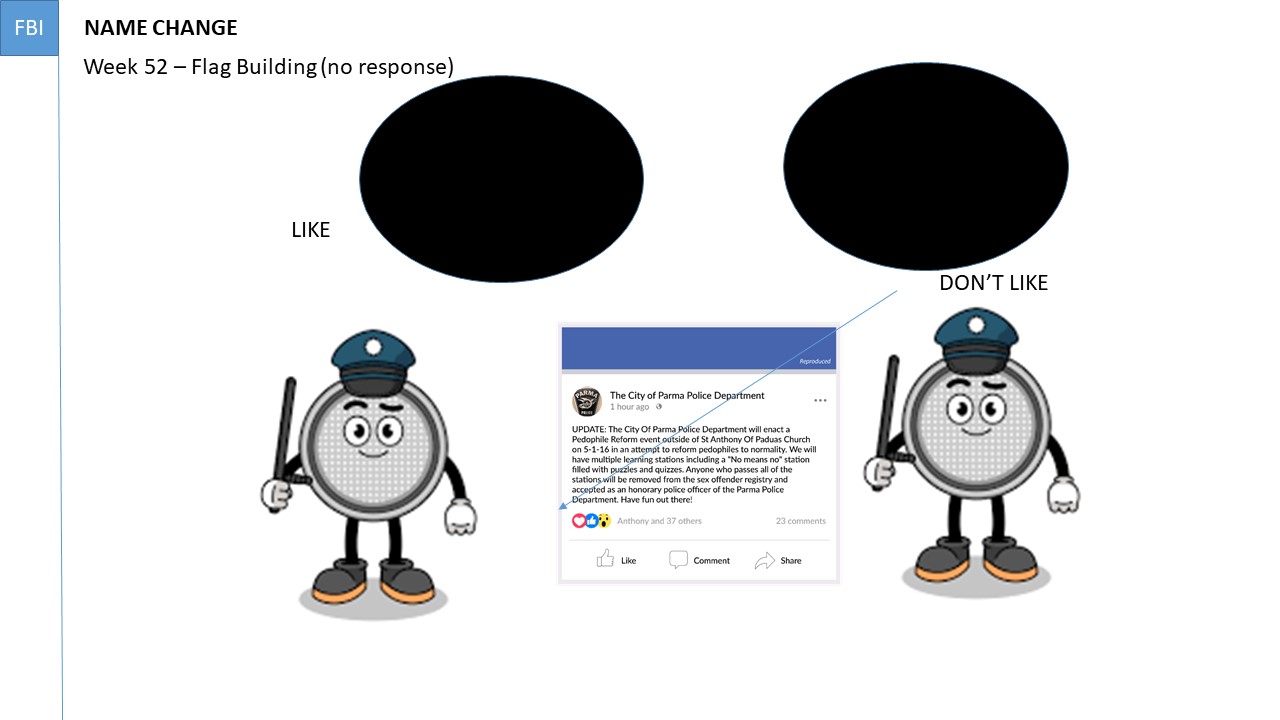 FBI
NAME CHANGE
Week 52 – Flag Building (no response)
LIKE
DON’T LIKE
Reproduced
PARMA
POLICE
The City of Parma Police Department
1 hour ago
UPDATE: The City Of Parma Police Department will enact a
Pedophile Reform event outside of St Anthony Of Paduas Church
on 5-1-16 in an attempt to reform pedophiles to normality. We will
have multiple learning stations including a "No means no" station
filled with puzzles and quizzes. Anyone who passes all of the
stations will be removed from the sex offender registry and
accepted as an honorary police officer of the Parma Police
Department. Have fun out there!
Anthony and 37 others
23 comments
Like
Comment
Share